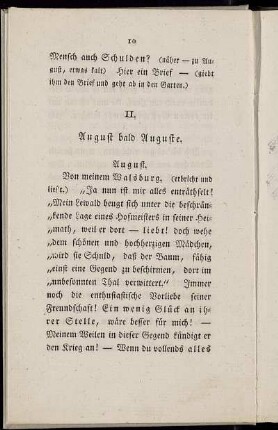 10
Mensch auch Schulden? (näher — zu Au-
gust, etwas kalt) Hier ein Brief — (giebt
ihm den Brief und geht ab in den Garten.)
II.
August bald Auguste.
August.
Von meinem Walsburg. (erbricht und
liest.) „Ja nun ist mir alles enträthselt!
„Mein Lewald beugt sich unter die beschrän-
„kende Lage eines Hofmeisters in seiner Hei-
„math, weil er dort — liebt! doch wehe
„dem schönen und hochherzigen Mädchen,
„wird sie Schuld, daß der Baum, fähig
„einst eine Gegend zu beschirmen, dort im
„unbesonnten Thal verwittert.“ Immer
noch die enthusiastische Vorliebe seiner
Freundschaft! Ein wenig Glück an ih-
rer Stelle, wäre besser für mich! —
Meinem Weilen in dieser Gegend kündigt er
den Krieg an! — Wenn du vollends alles